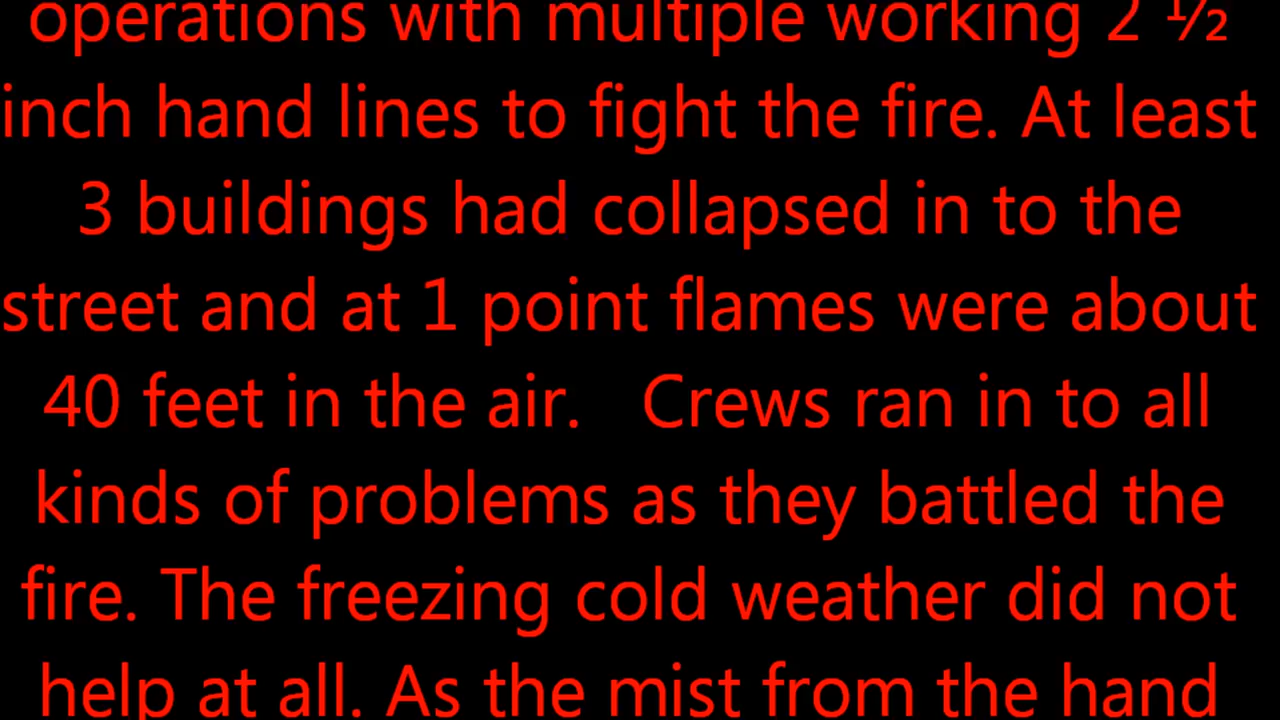 operations with multiple working 2 ½
inch hand lines to fight the fire. At least
3 buildings had collapsed in to the
street and at 1 point flames were about
40 feet in the air.   Crews ran in to all
kinds of problems as they battled the
fire. The freezing cold weather did not
help at all. As the mist from the hand